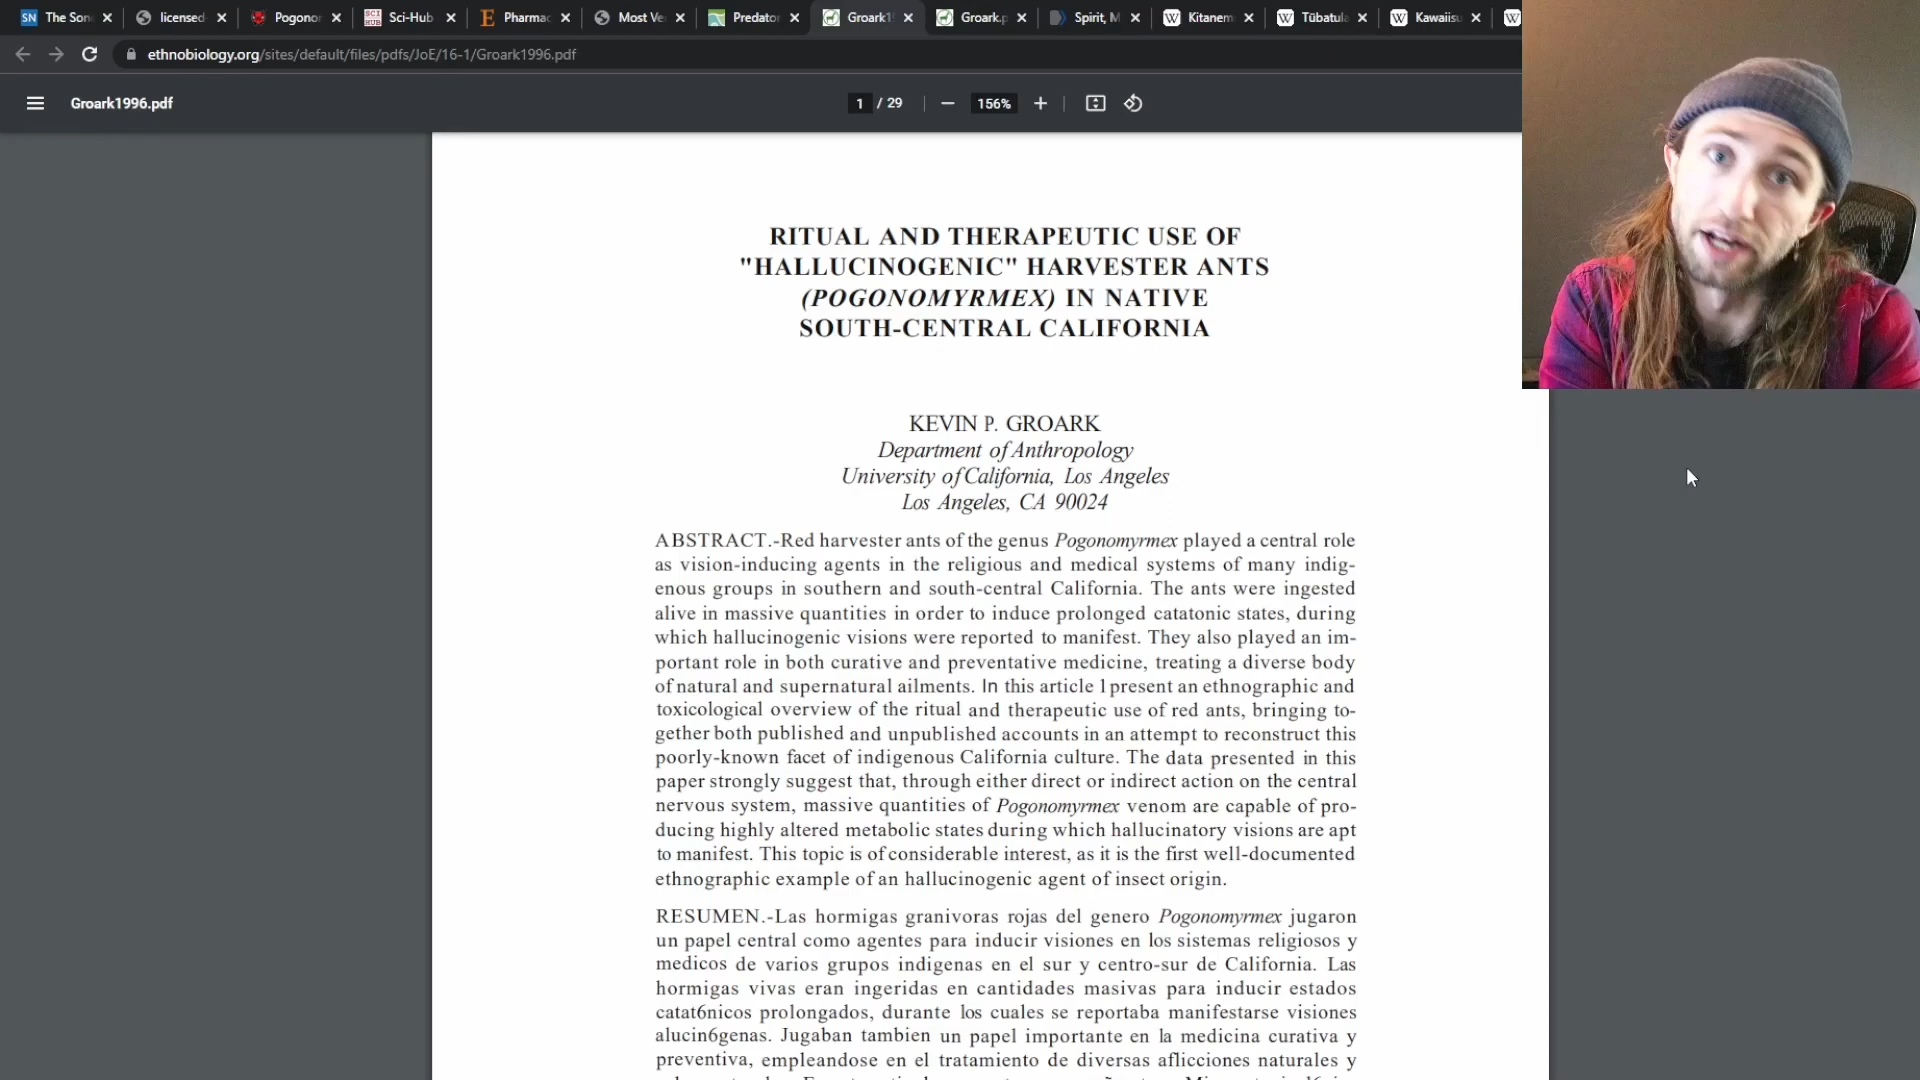 The Son
licensed
Pogonor
Sci-Hub
Pharmac
Most Ve
Predator
Groark1
Groark.p
Spirit, M
Kitanem
Tübatula
Kawaiisu
ethnobiology.org/sites/default/files/pdfs/JoE/16-1/Groark1996.pdf
Groark1996.pdf
1 / 29
156%
RITUAL AND THERAPEUTIC USE OF
"HALLUCINOGENIC" HARVESTER ANTS
(POGONOMYRMEX) IN NATIVE
SOUTH-CENTRAL CALIFORNIA
KEVIN P. GROARK
Department of Anthropology
University of California, Los Angeles
Los Angeles, CA 90024
ABSTRACT.-Red harvester ants of the genus Pogonomyrmex played a central role
as vision-inducing agents in the religious and medical systems of many indig-
enous groups in southern and south-central California. The ants were ingested
alive in massive quantities in order to induce prolonged catatonic states, during
which hallucinogenic visions were reported to manifest. They also played an im-
portant role in both curative and preventative medicine, treating a diverse body
of natural and supernatural ailments. In this article 1 present an ethnographic and
toxicological overview of the ritual and therapeutic use of red ants, bringing to-
gether both published and unpublished accounts in an attempt to reconstruct this
poorly-known facet of indigenous California culture. The data presented in this
paper strongly suggest that, through either direct or indirect action on the central
nervous system, massive quantities of Pogonomyrmex venom are capable of pro-
ducing highly altered metabolic states during which hallucinatory visions are apt
to manifest. This topic is of considerable interest, as it is the first well-documented
ethnographic example of an hallucinogenic agent of insect origin.
RESUMEN.-Las hormigas granivoras rojas del genero Pogonomyrmex jugaron
un papel central como agentes para inducir visiones en los sistemas religiosos y
medicos de varios grupos indigenas en el sur y centro-sur de California. Las
hormigas vivas eran ingeridas en cantidades masivas para inducir estados
catat6nicos prolongados, durante los cuales se reportaba manifestarse visiones
alucin6genas. Jugaban tambien un papel importante en la medicina curativa y
preventiva, empleandose en el tratamiento de diversas aflicciones naturales y